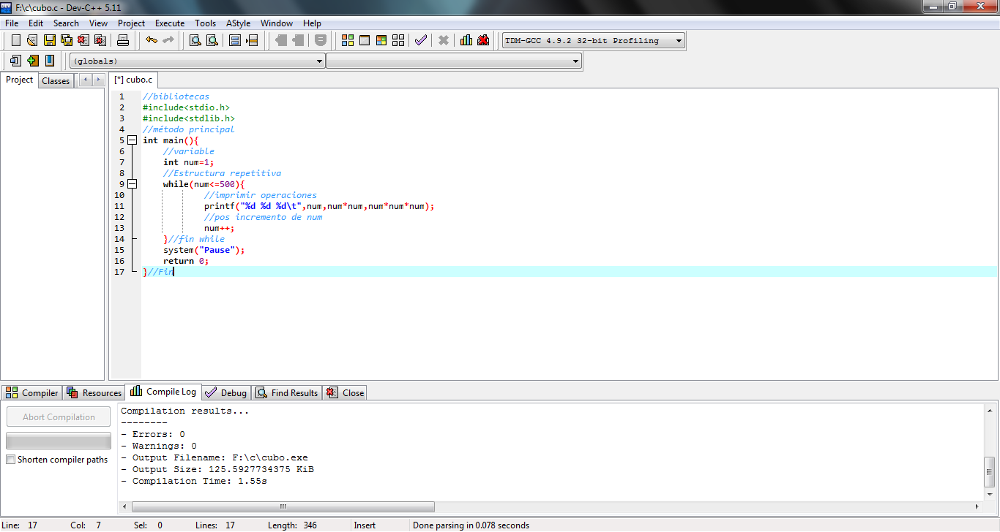 F:\c\cubo.c - Dev-C++ 5.11
File Edit Search View Project Execute Tools AStyle Window Help
TDM-GCC 4.9.2 32-bit Profiling
(globals)
Project Classes [*] cubo.c
1 //bibliotecas
2 #include<stdio.h>
3 #include<stdlib.h>
4 //método principal
5 int main(){
6 //variable
7 int num=1;
8 //Estructura repetitiva
9 while(num<=500){
10 //imprimir operaciones
11 printf("%d %d %d\t",num,num*num,num*num*num);
12 //pos incremento de num
13 num++;
14 }//fin while
15 system("Pause");
16 return 0;
17 }//Fin
Compiler Resources Compile Log Debug Find Results Close
Abort Compilation
Shorten compiler paths
Compilation results...
--------
- Errors: 0
- Warnings: 0
- Output Filename: F:\c\cubo.exe
- Output Size: 125.5927734375 KiB
- Compilation Time: 1.55s
Line: 17 Col: 7 Sel: 0 Lines: 17 Length: 346 Insert Done parsing in 0.078 seconds